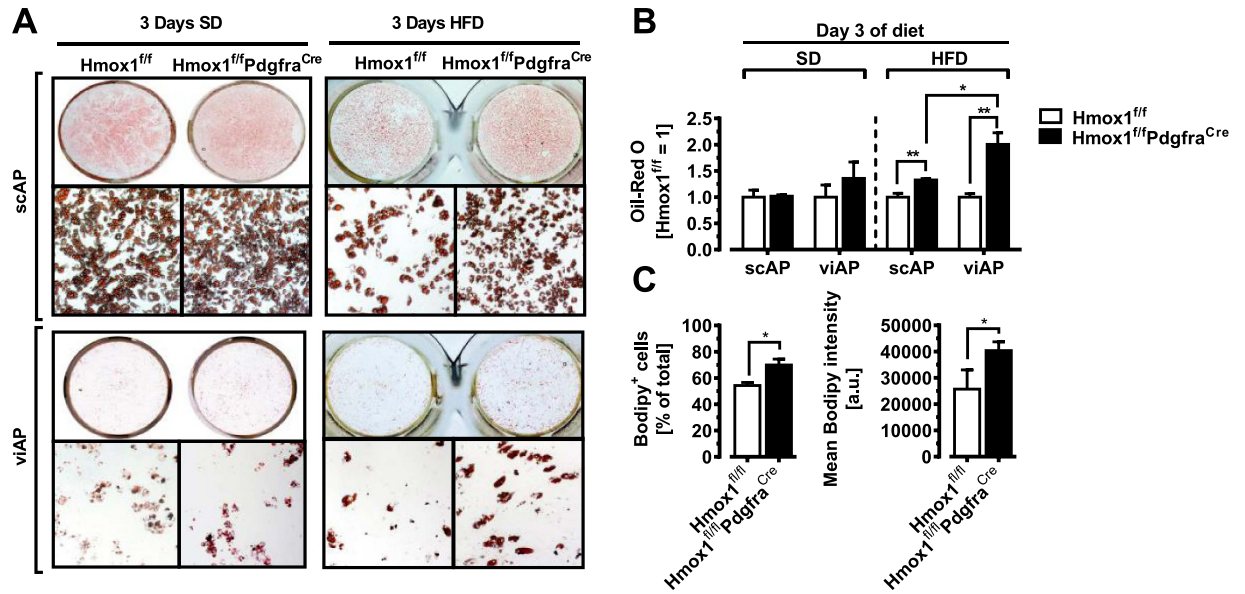 A
3 Days SD
3 Days HFD
Hmox1f/f
Hmox1f/fPdgfraCre
Hmox1f/f
Hmox1f/fPdgfraCre
scAP
viAP
B
Day 3 of diet
SD
HFD
Oil-Red O
[Hmox1f/f = 1]
2.5
2.0
1.5
1.0
0.5
0.0
**
*
**
scAP
viAP
scAP
viAP
Hmox1f/f
Hmox1f/fPdgfraCre
C
Bodipy+ cells
[% of total]
100
80
60
40
20
0
*
Hmox1fl/fl
Hmox1fl/flPdgfraCre
Mean Bodipy intensity
[a.u.]
50000
40000
30000
20000
10000
0
*
Hmox1fl/fl
Hmox1fl/flPdgfraCre